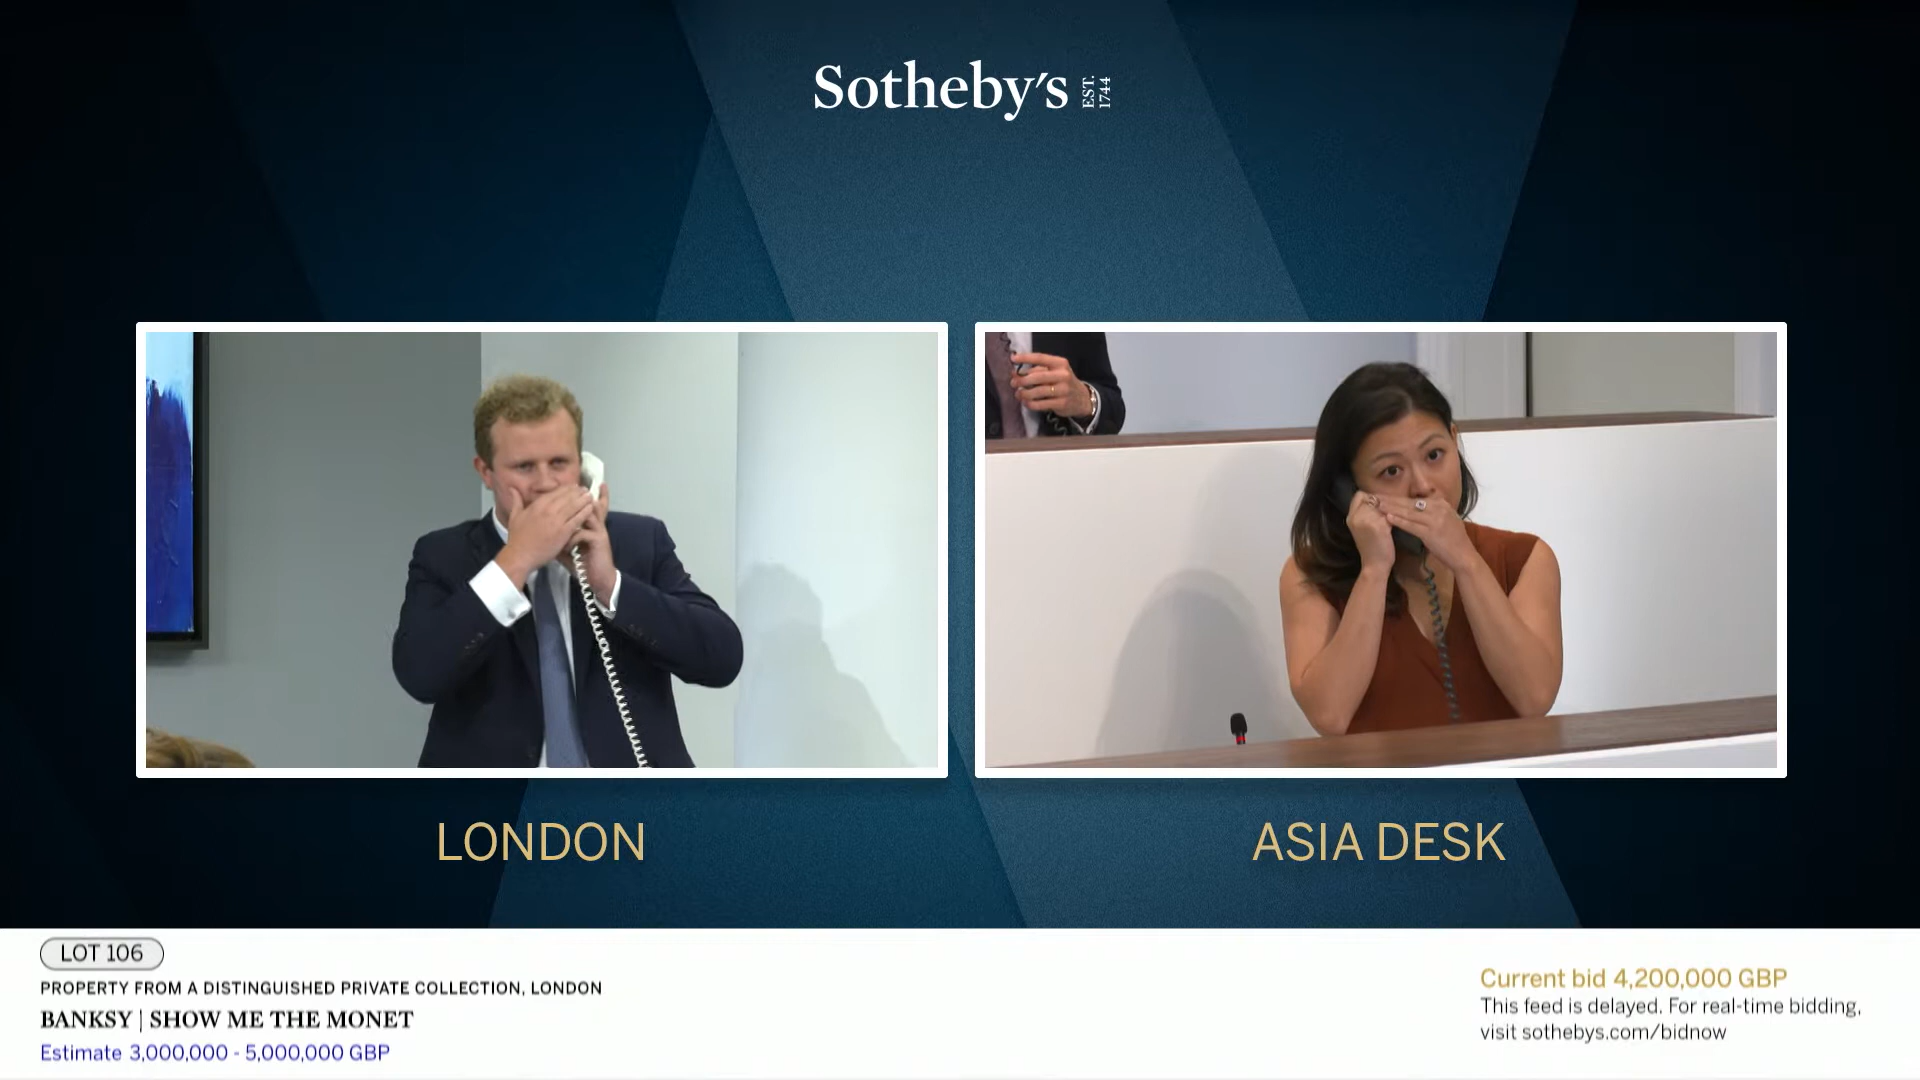 Sotheby's EST. 1744
LONDON
ASIA DESK
LOT 106
PROPERTY FROM A DISTINGUISHED PRIVATE COLLECTION, LONDON
BANKSY | SHOW ME THE MONET
Estimate 3,000,000 - 5,000,000 GBP
Current bid 4,200,000 GBP
This feed is delayed. For real-time bidding,
visit sothebys.com/bidnow